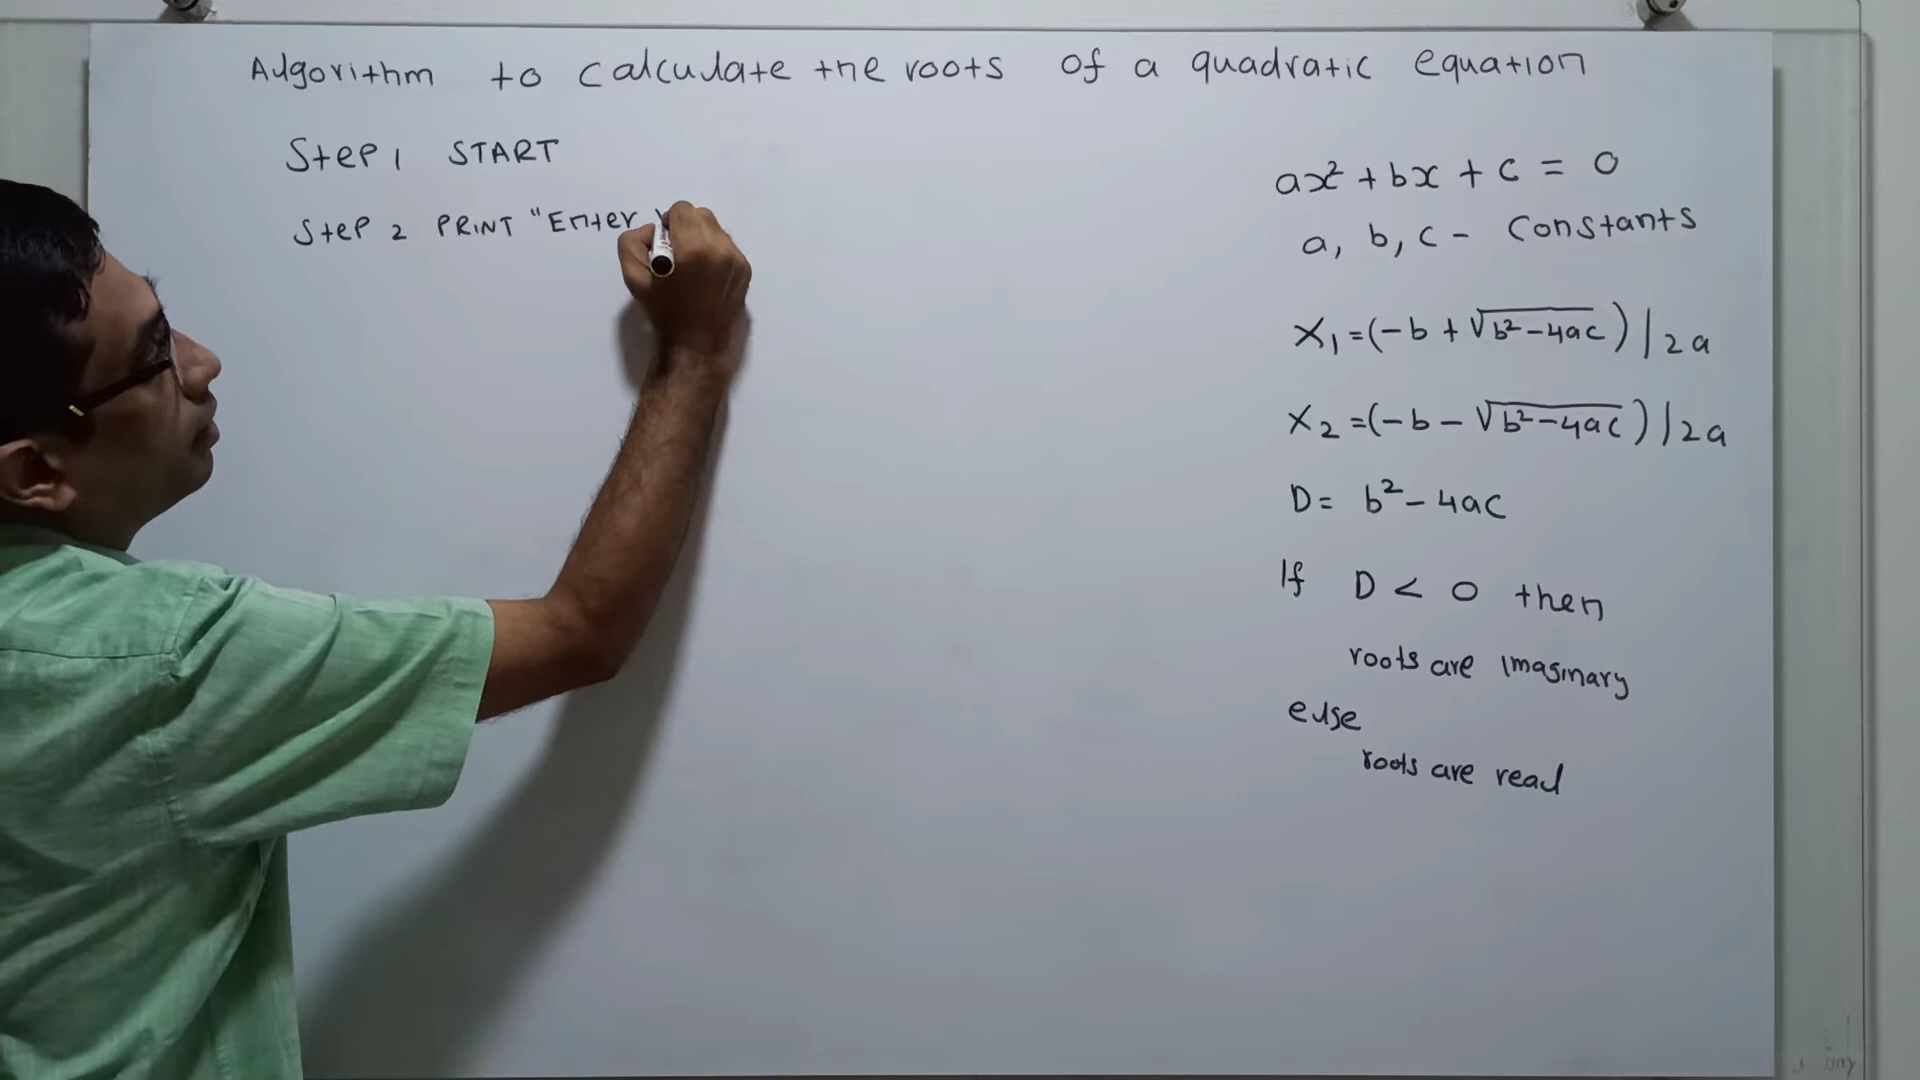 Algorithm to calculate the roots of a quadratic equation
Step 1 START
Step 2 PRINT "Enter
ax² + bx + c = 0
a, b, c - constants
X₁=(-b + √b²-4ac)/2a
X₂=(-b - √b²-4ac)/2a
D= b²-4ac
If D < 0 then
roots are imaginary
else
roots are real